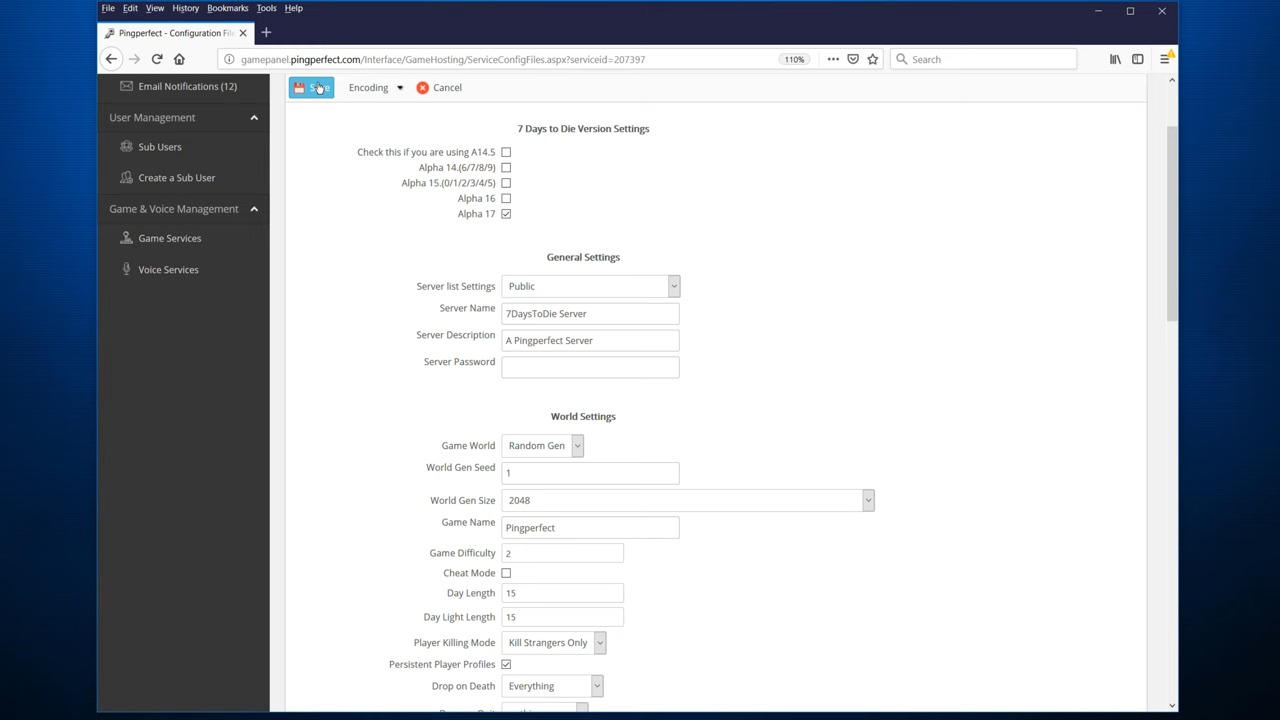 File Edit View History Bookmarks Tools Help
Pingperfect - Configuration File
gamepanel.pingperfect.com/Interface/GameHosting/ServiceConfigFiles.aspx?serviceid=207397 110% Search
Email Notifications (12)
User Management
Sub Users
Create a Sub User
Game & Voice Management
Game Services
Voice Services
Encoding Cancel
7 Days to Die Version Settings
Check this if you are using A14.5
Alpha 14.(6/7/8/9)
Alpha 15.(0/1/2/3/4/5)
Alpha 16
Alpha 17
General Settings
Server list Settings Public
Server Name 7DaysToDie Server
Server Description A Pingperfect Server
Server Password
World Settings
Game World Random Gen
World Gen Seed 1
World Gen Size 2048
Game Name Pingperfect
Game Difficulty 2
Cheat Mode
Day Length 15
Day Light Length 15
Player Killing Mode Kill Strangers Only
Persistent Player Profiles
Drop on Death Everything